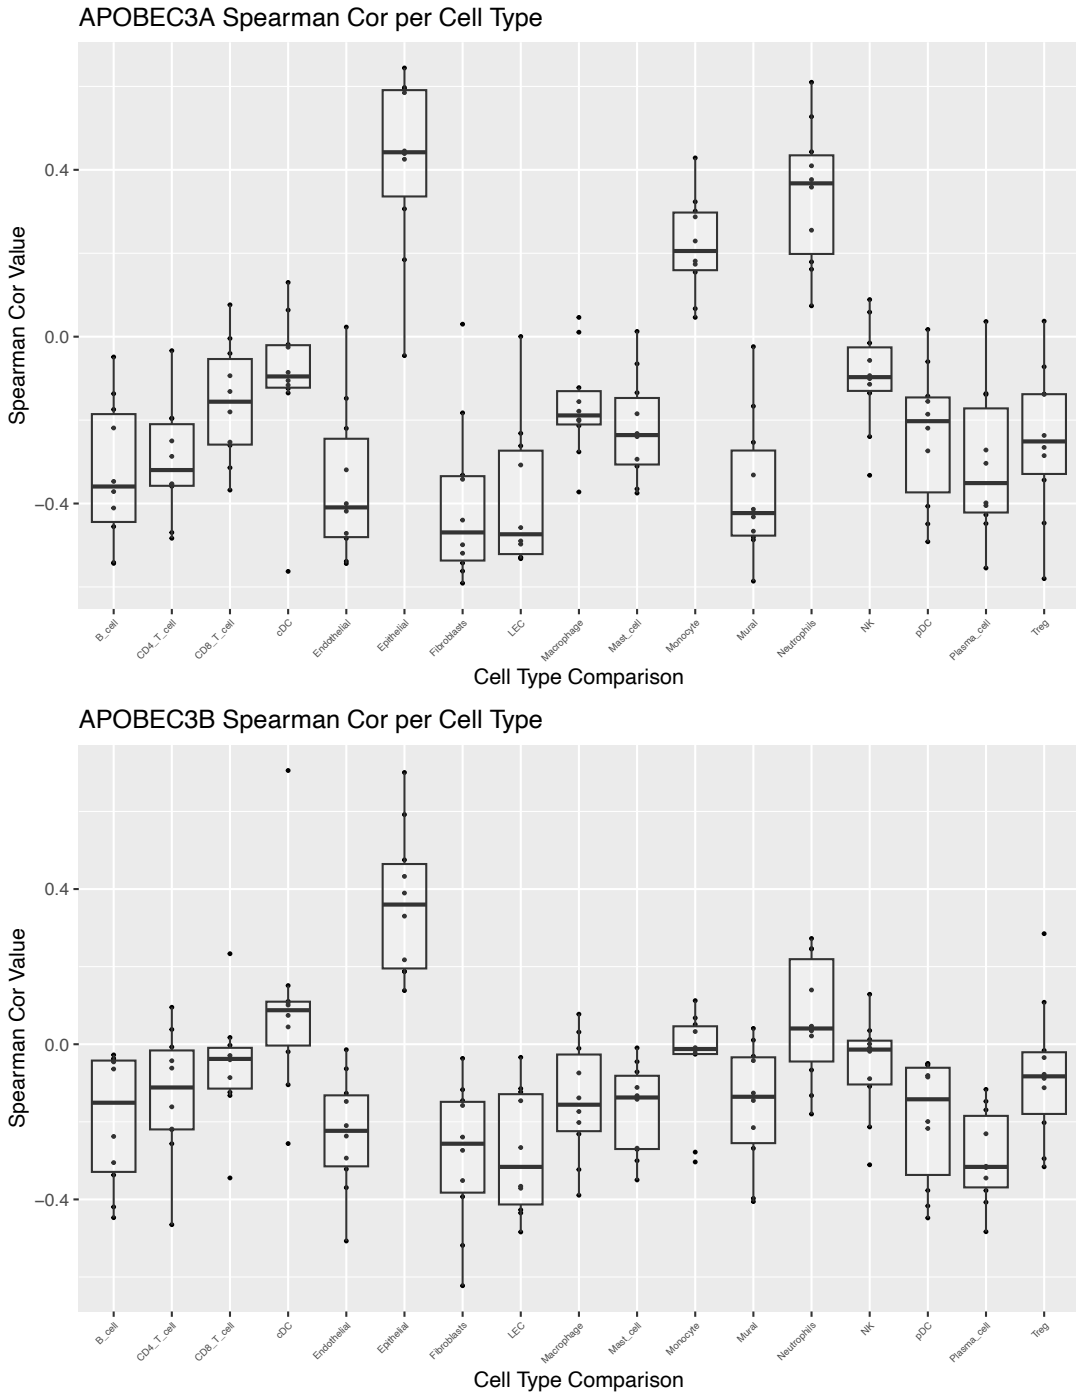 APOBEC3A Spearman Cor per Cell Type
Spearman Cor Value
0.4
0.0
−0.4
B_cell
CD4_T_cell
CD8_T_cell
cDC
Endothelial
Epithelial
Fibroblasts
LEC
Macrophage
Mast_cell
Monocyte
Mural
Neutrophils
NK
pDC
Plasma_cell
Treg
Cell Type Comparison
APOBEC3B Spearman Cor per Cell Type
Spearman Cor Value
0.4
0.0
−0.4
B_cell
CD4_T_cell
CD8_T_cell
cDC
Endothelial
Epithelial
Fibroblasts
LEC
Macrophage
Mast_cell
Monocyte
Mural
Neutrophils
NK
pDC
Plasma_cell
Treg
Cell Type Comparison